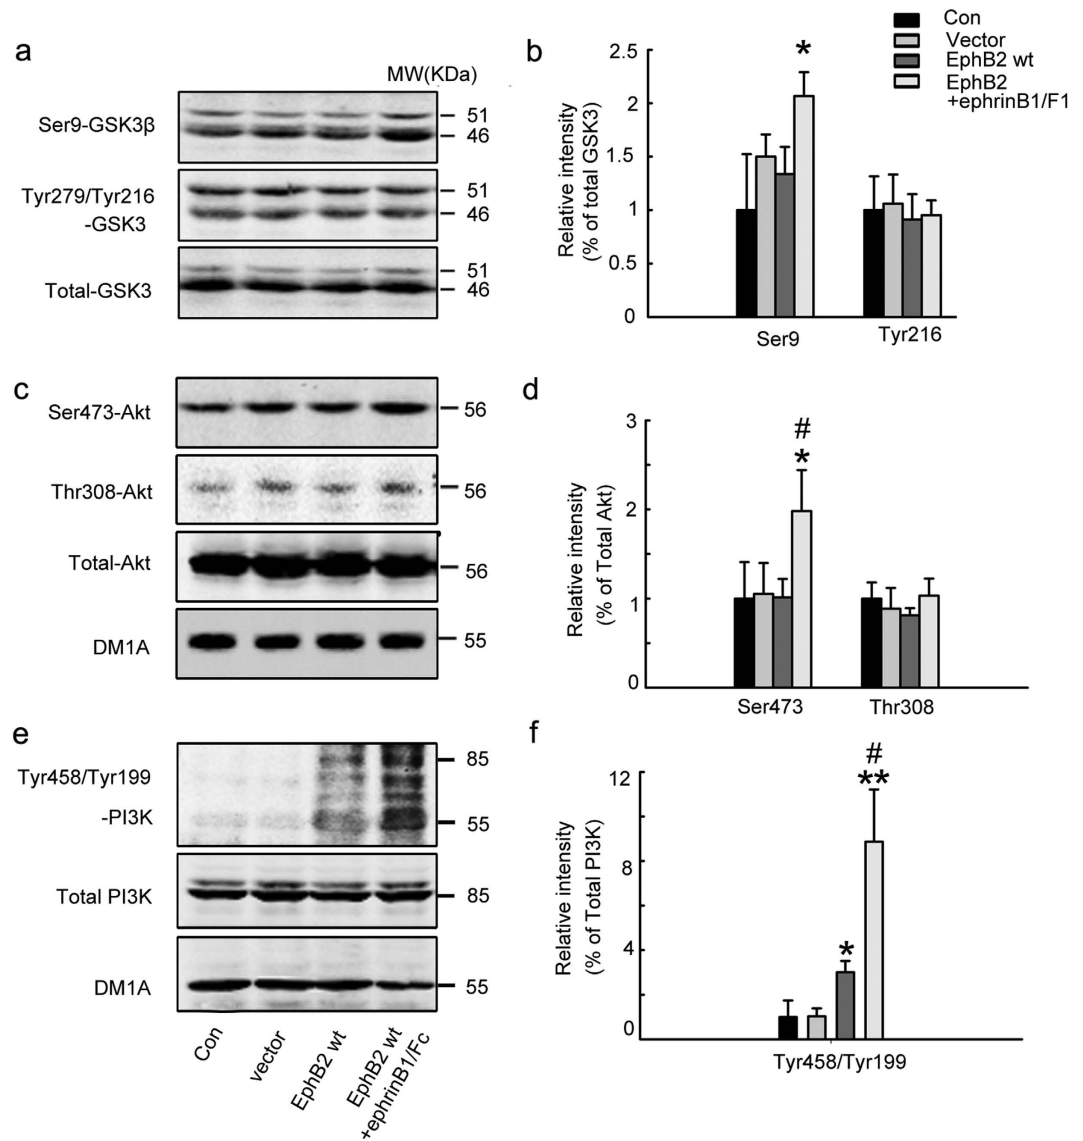 a
MW(KDa)
Ser9-GSK3β
51
46
Tyr279/Tyr216
-GSK3
51
46
Total-GSK3
51
46
b
Con
Vector
EphB2 wt
EphB2
+ephrinB1/F1
Relative intensity
(% of total GSK3)
2.5
2
1.5
1
0.5
0
*
Ser9
Tyr216
c
Ser473-Akt
56
Thr308-Akt
56
Total-Akt
56
DM1A
55
d
Relative intensity
(% of Total Akt)
3
2
1
0
#
*
Ser473
Thr308
e
Tyr458/Tyr199
-PI3K
85
55
Total PI3K
85
DM1A
55
Con
vector
EphB2 wt
EphB2 wt
+ephrinB1/Fc
f
Relative intensity
(% of Total PI3K)
12
8
4
0
*
#
**
Tyr458/Tyr199